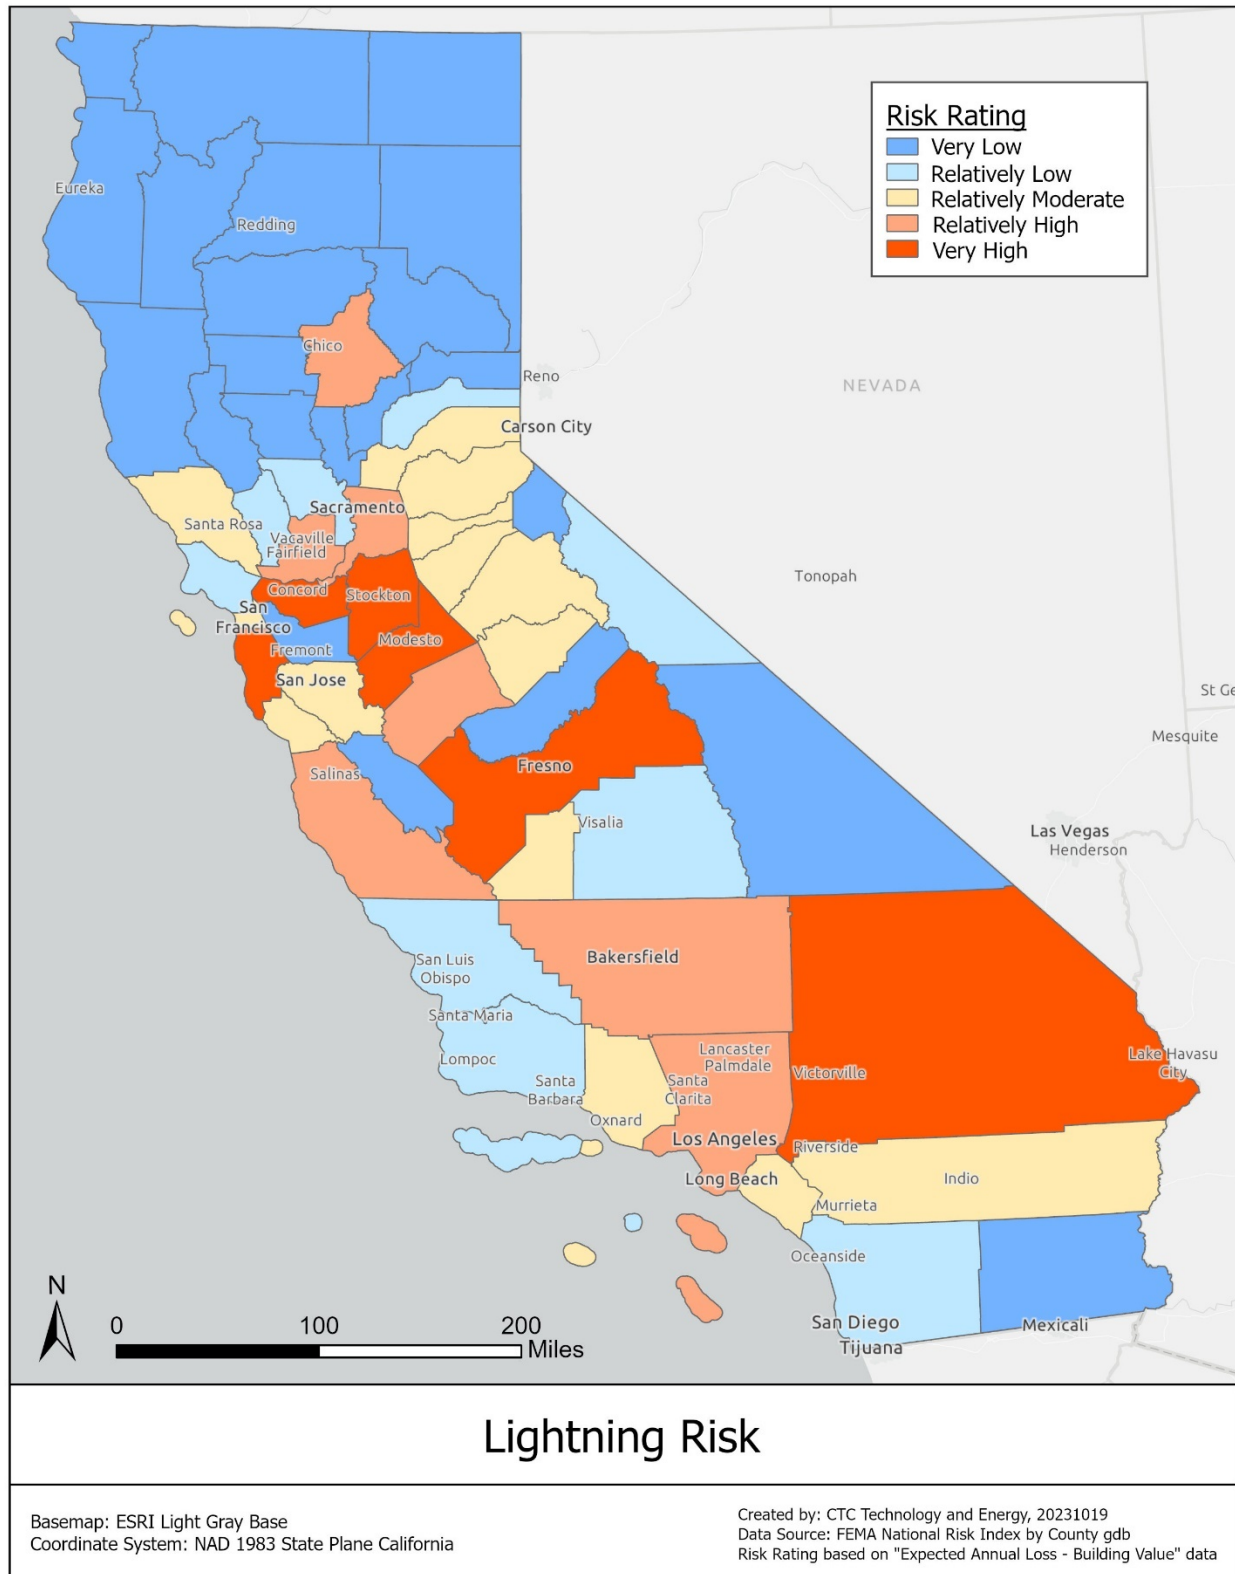 Risk Rating
Very Low
Relatively Low
Relatively Moderate
Relatively High
Very High
Eureka
Redding
Chico
Reno
NEVADA
Carson City
Santa Rosa
Sacramento
Vacaville
Fairfield
Tonopah
Concord
Stockton
San
Francisco
Modesto
Fremont
San Jose
St Ge
Mesquite
Salinas
Fresno
Visalia
Las Vegas
Henderson
Bakersfield
San Luis
Obispo
Santa Maria
Lompoc
Lancaster
Palmdale
Victorville
Lake Havasu
City
Santa
Barbara
Santa
Clarita
Oxnard
Los Angeles
Riverside
Long Beach
Indio
Murrieta
Oceanside
San Diego
Tijuana
Mexicali
N
0 100 200
Miles
Lightning Risk
Basemap: ESRI Light Gray Base
Coordinate System: NAD 1983 State Plane California
Created by: CTC Technology and Energy, 20231019
Data Source: FEMA National Risk Index by County gdb
Risk Rating based on "Expected Annual Loss - Building Value" data